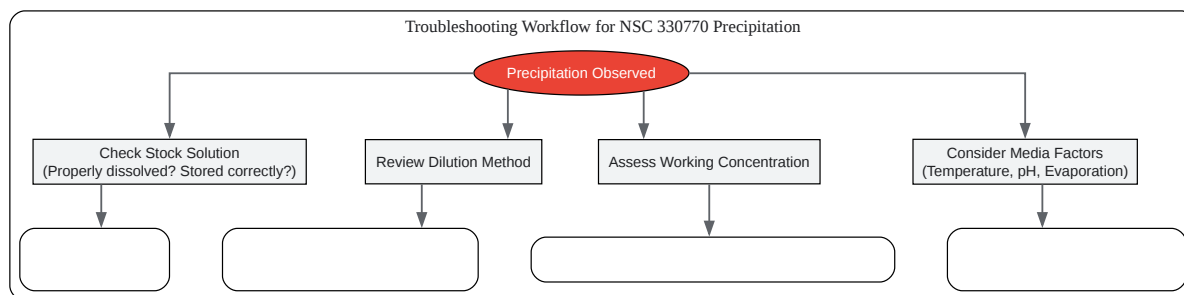 Troubleshooting Workflow for NSC 330770 Precipitation
Precipitation Observed
Check Stock Solution
(Properly dissolved? Stored correctly?)
Review Dilution Method
Assess Working Concentration
Consider Media Factors
(Temperature, pH, Evaporation)